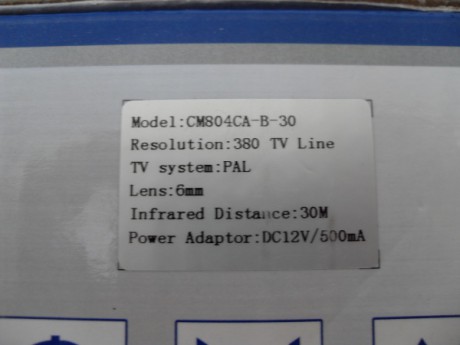 Model:CM804CA-B-30
Resolution:380 TV Line
TV system:PAL
Lens:6mm
Infrared Distance:30M
Power Adaptor:DC12V/500mA